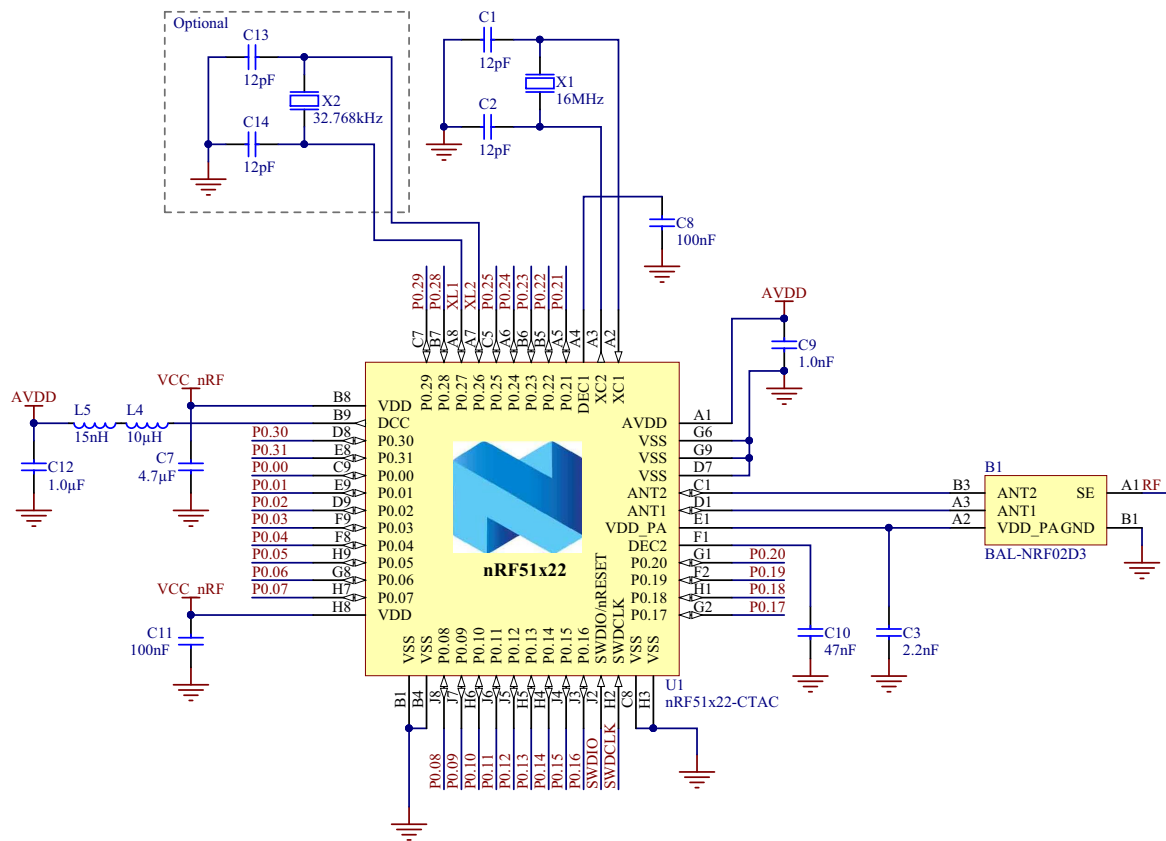 Optional
C13
12pF
X2
32.768kHz
C14
12pF
C1
12pF
X1
16MHz
C2
12pF
C8
100nF
P0.29
P0.28
XL1
XL2
P0.25
P0.24
P0.23
P0.22
P0.21
C7
B7
A8
A7
C5
A6
B6
B5
A5
A4
A3
A2
P0.29
P0.28
P0.27
P0.26
P0.25
P0.24
P0.23
P0.22
P0.21
DEC1
XC2
XC1
AVDD
C9
1.0nF
AVDD
L5
15nH
L4
10µH
VCC_nRF
C12
1.0µF
C7
4.7µF
B8 VDD
B9 DCC
P0.30 D8 P0.30
P0.31 E8 P0.31
P0.00 C9 P0.00
P0.01 E9 P0.01
P0.02 D9 P0.02
P0.03 F9 P0.03
P0.04 F8 P0.04
P0.05 H9 P0.05
P0.06 G8 P0.06
P0.07 H7 P0.07
VCC_nRF
H8 VDD
C11
100nF
nRF51x22
AVDD A1
VSS G6
VSS G9
VSS D7
ANT2 C1
ANT1 D1
VDD_PA E1
DEC2 F1
P0.20 G1 P0.20
P0.19 F2 P0.19
P0.18 H1 P0.18
P0.17 G2 P0.17
B1
B3 ANT2 SE A1 RF
A3 ANT1
A2 VDD_PA GND B1
BAL-NRF02D3
C10
47nF
C3
2.2nF
VSS
VSS
P0.08
P0.09
P0.10
P0.11
P0.12
P0.13
P0.14
P0.15
P0.16
SWDIO/nRESET
SWDCLK
VSS
VSS
U1
nRF51x22-CTAC
B1
B4
J8
J7
H6
J6
J5
H5
H4
J4
J3
J2
H2
C8
H3
P0.08
P0.09
P0.10
P0.11
P0.12
P0.13
P0.14
P0.15
P0.16
SWDIO
SWDCLK